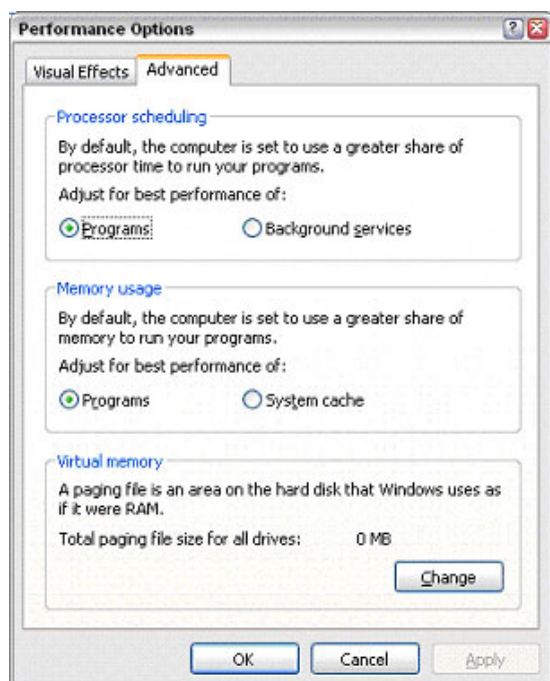 Performance Options
Visual Effects
Advanced
Processor scheduling
By default, the computer is set to use a greater share of
processor time to run your programs.
Adjust for best performance of:
Programs
Background services
Memory usage
By default, the computer is set to use a greater share of
memory to run your programs.
Adjust for best performance of:
Programs
System cache
Virtual memory
A paging file is an area on the hard disk that Windows uses as
if it were RAM.
Total paging file size for all drives: 0 MB
Change
OK
Cancel
Apply